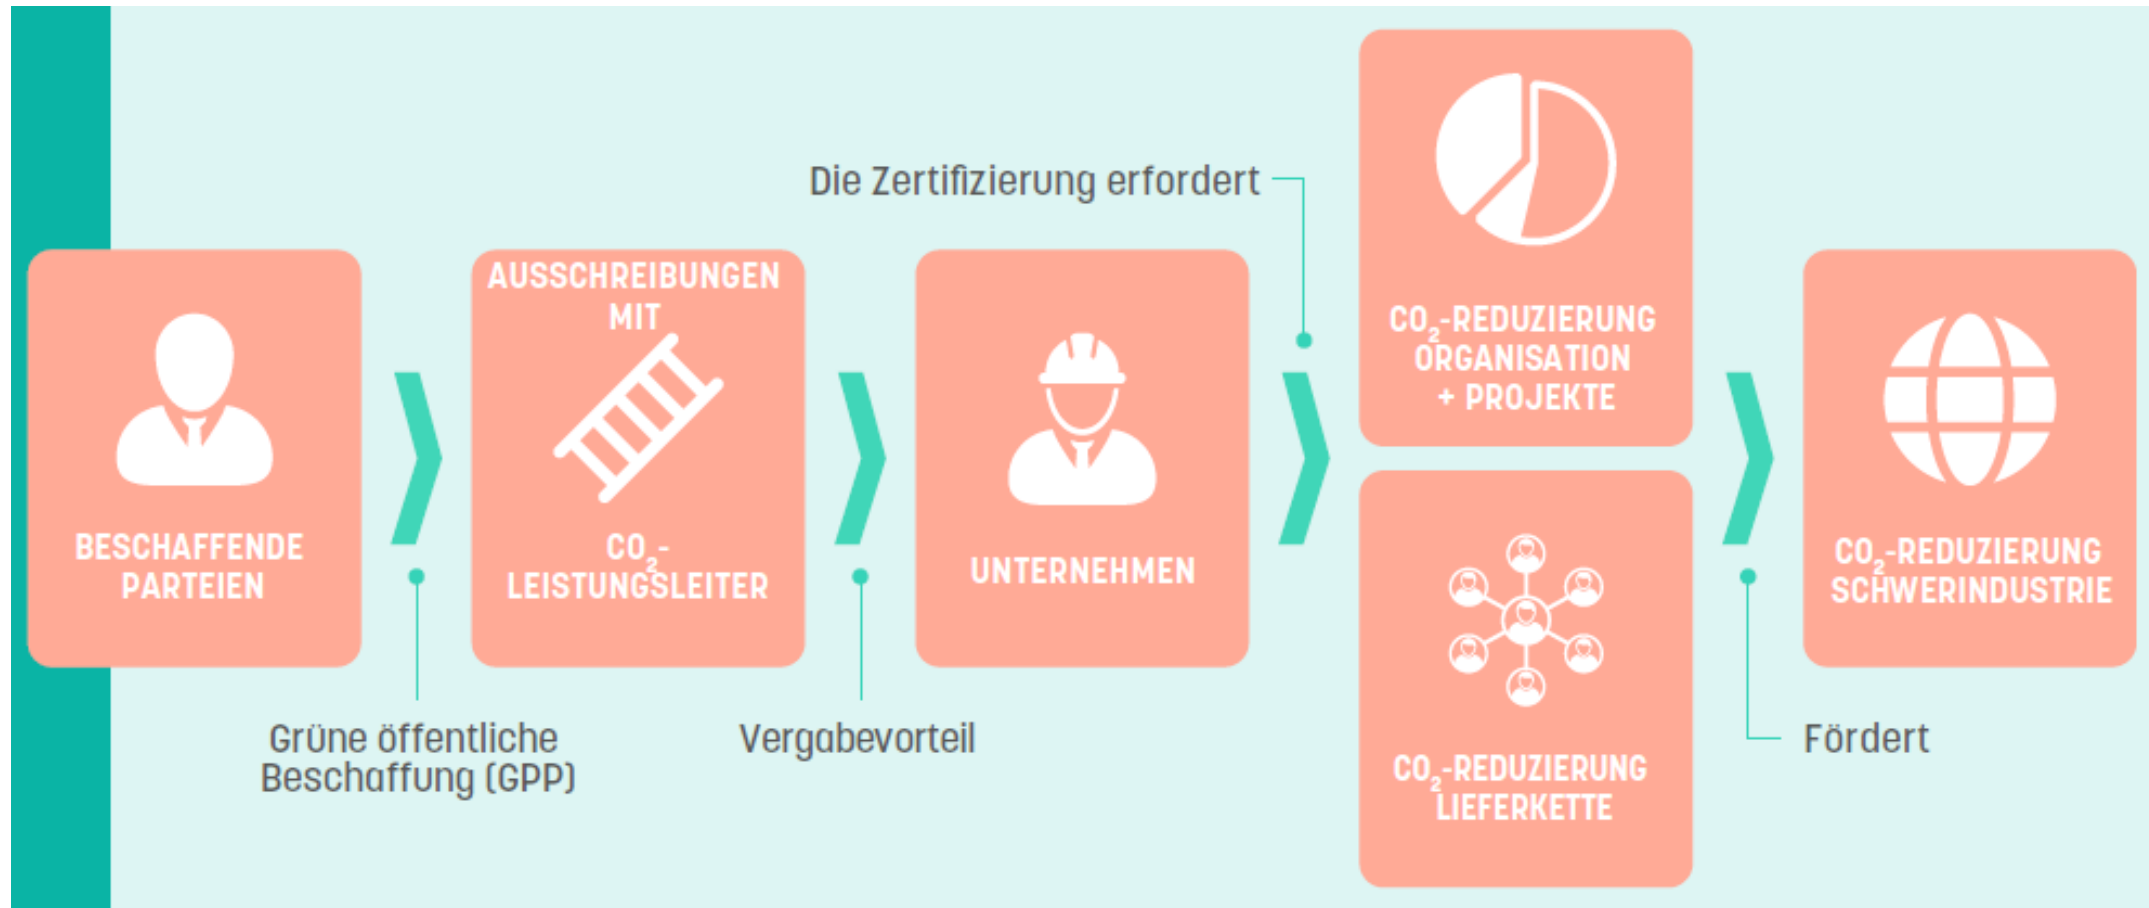 BESCHAFFENDE
PARTEIEN
Grüne öffentliche
Beschaffung (GPP)
AUSSCHREIBUNGEN
MIT
CO₂-
LEISTUNGSLEITER
Vergabevorteil
UNTERNEHMEN
Die Zertifizierung erfordert
CO₂-REDUZIERUNG
ORGANISATION
+ PROJEKTE
CO₂-REDUZIERUNG
LIEFERKETTE
Fördert
CO₂-REDUZIERUNG
SCHWERINDUSTRIE